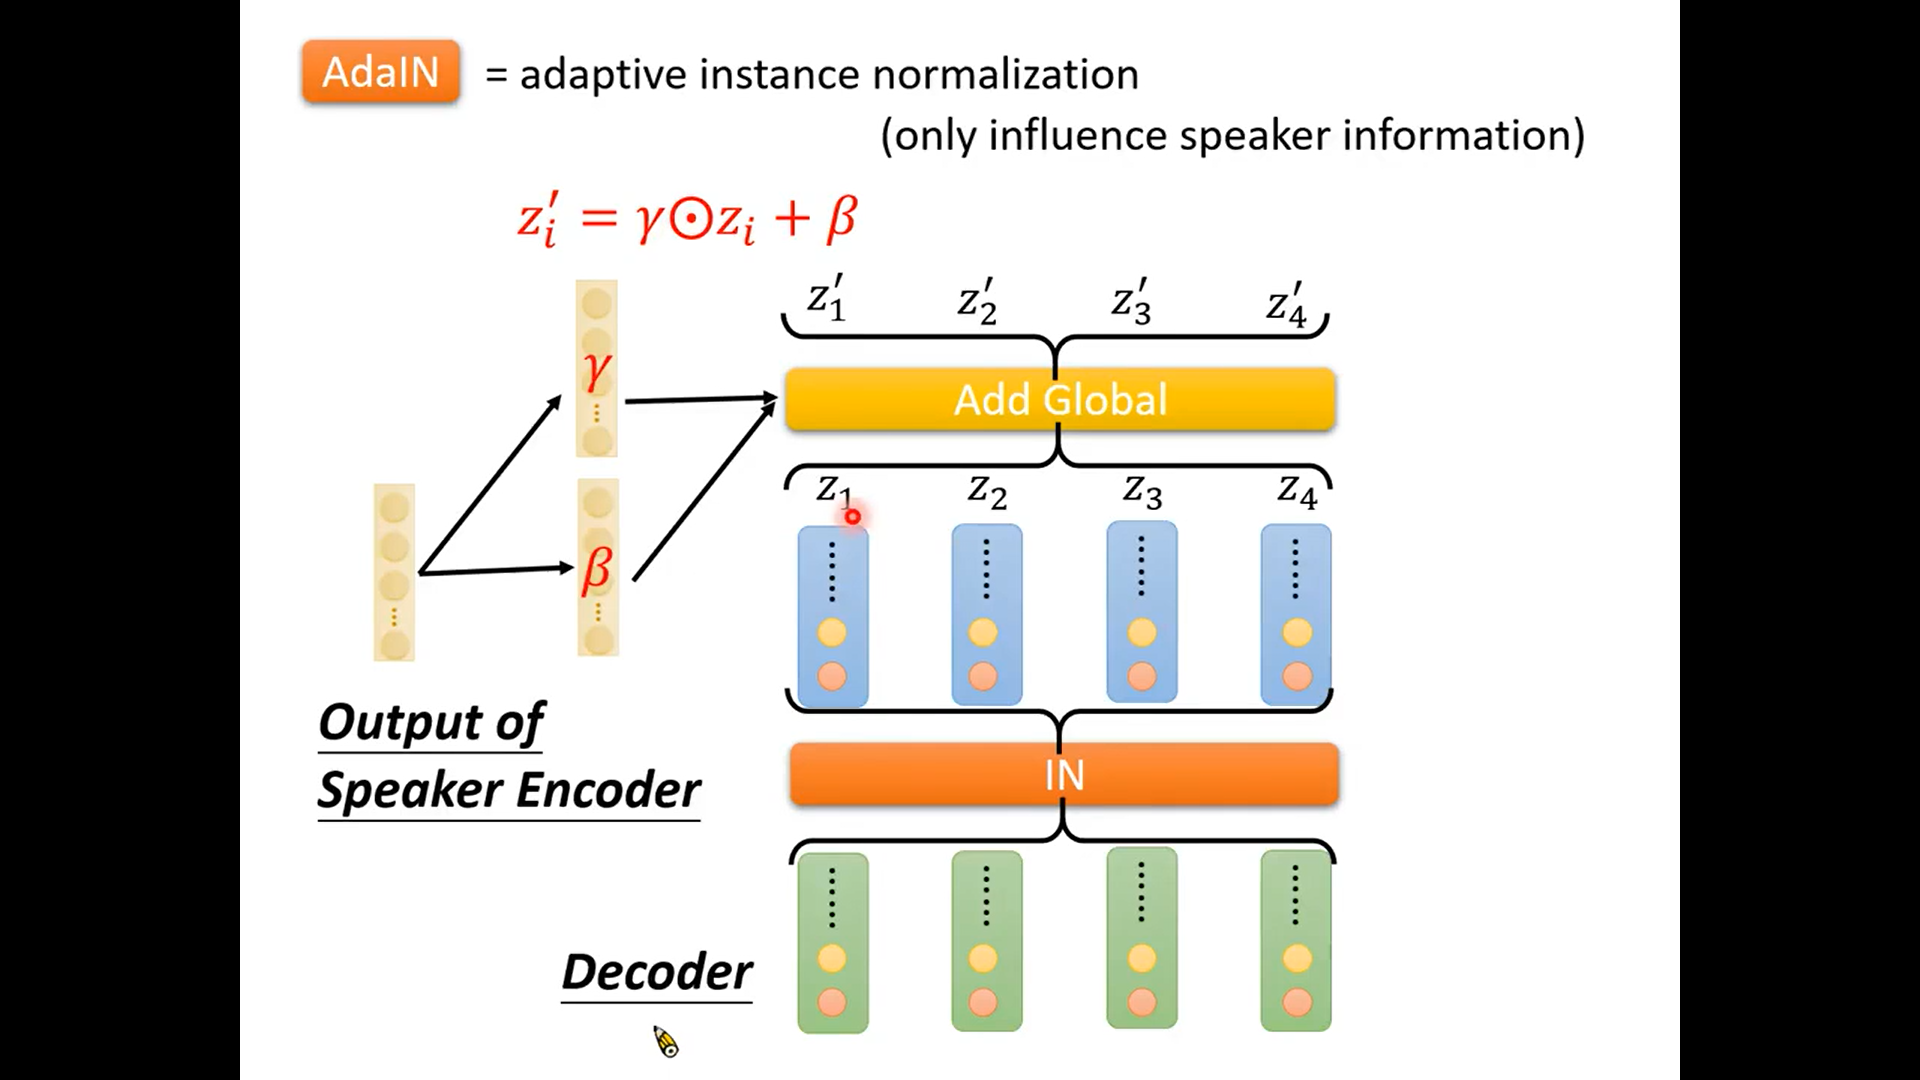 AdaIN = adaptive instance normalization
(only influence speaker information)
z′ᵢ = γ⊙zᵢ + β
z′₁ z′₂ z′₃ z′₄
γ
Add Global
z₁ z₂ z₃ z₄
β
Output of
Speaker Encoder
IN
Decoder